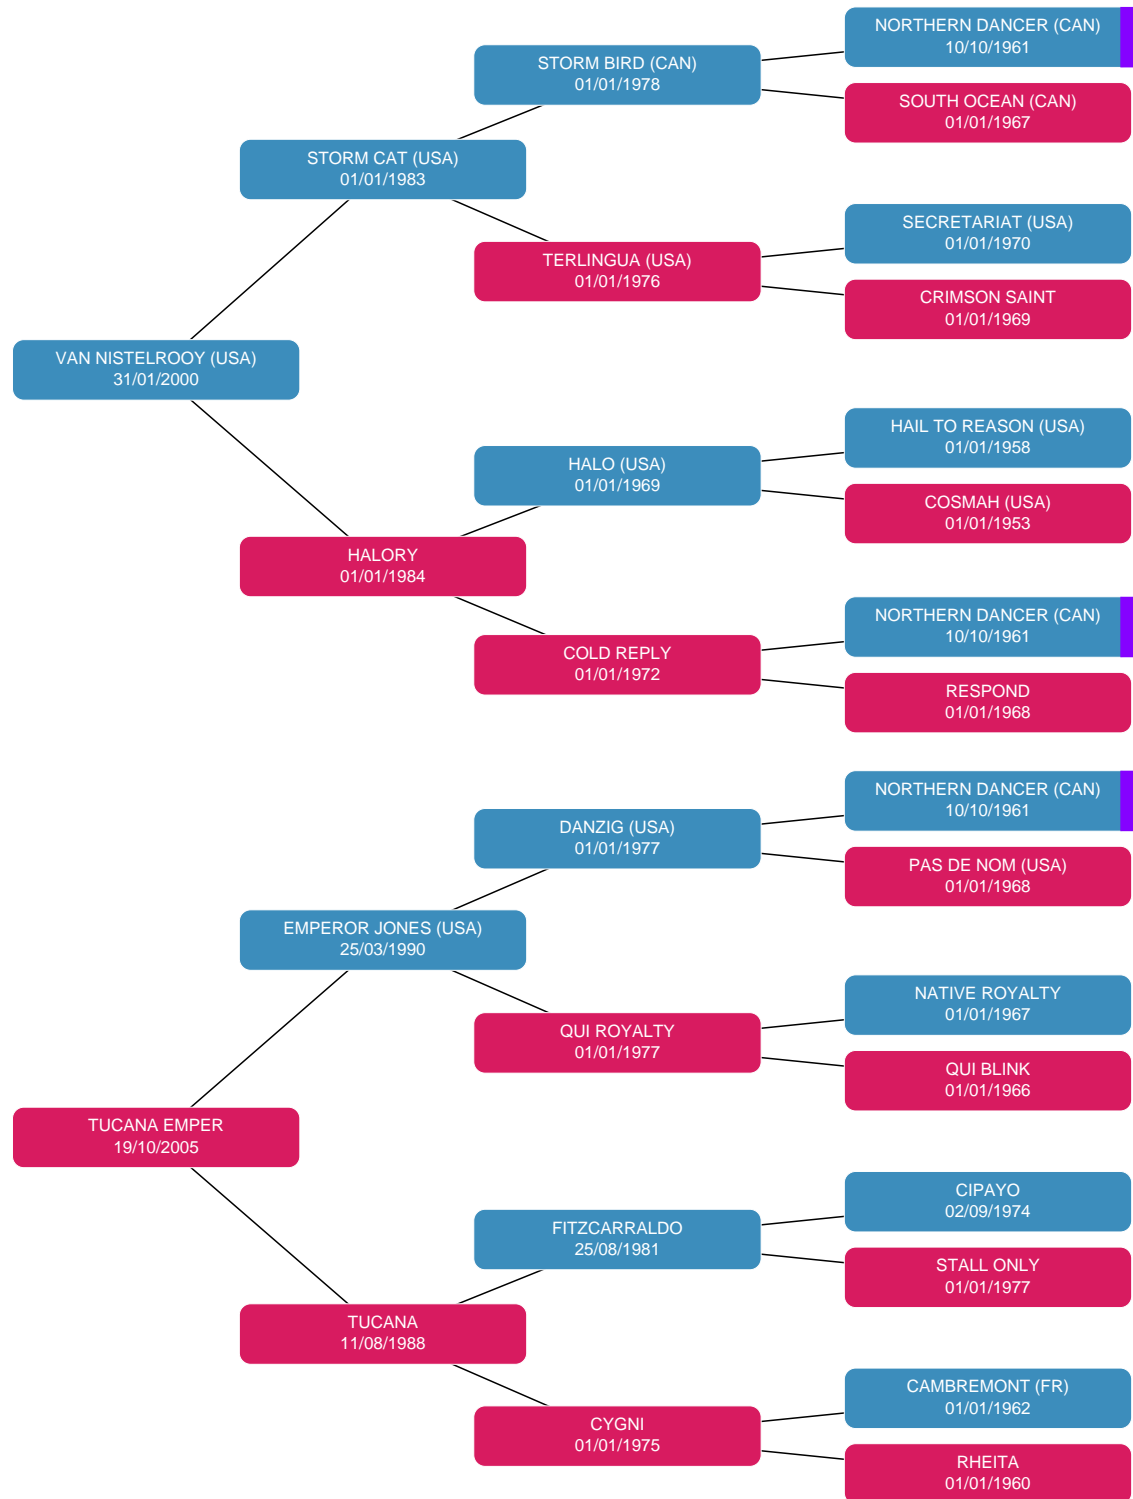 NORTHERN DANCER (CAN)
10/10/1961
STORM BIRD (CAN)
01/01/1978
SOUTH OCEAN (CAN)
01/01/1967
STORM CAT (USA)
01/01/1983
SECRETARIAT (USA)
01/01/1970
TERLINGUA (USA)
01/01/1976
CRIMSON SAINT
01/01/1969
VAN NISTELROOY (USA)
31/01/2000
HAIL TO REASON (USA)
01/01/1958
HALO (USA)
01/01/1969
COSMAH (USA)
01/01/1953
HALORY
01/01/1984
NORTHERN DANCER (CAN)
10/10/1961
COLD REPLY
01/01/1972
RESPOND
01/01/1968
NORTHERN DANCER (CAN)
10/10/1961
DANZIG (USA)
01/01/1977
PAS DE NOM (USA)
01/01/1968
EMPEROR JONES (USA)
25/03/1990
NATIVE ROYALTY
01/01/1967
QUI ROYALTY
01/01/1977
QUI BLINK
01/01/1966
TUCANA EMPER
19/10/2005
CIPAYO
02/09/1974
FITZCARRALDO
25/08/1981
STALL ONLY
01/01/1977
TUCANA
11/08/1988
CAMBREMONT (FR)
01/01/1962
CYGNI
01/01/1975
RHEITA
01/01/1960